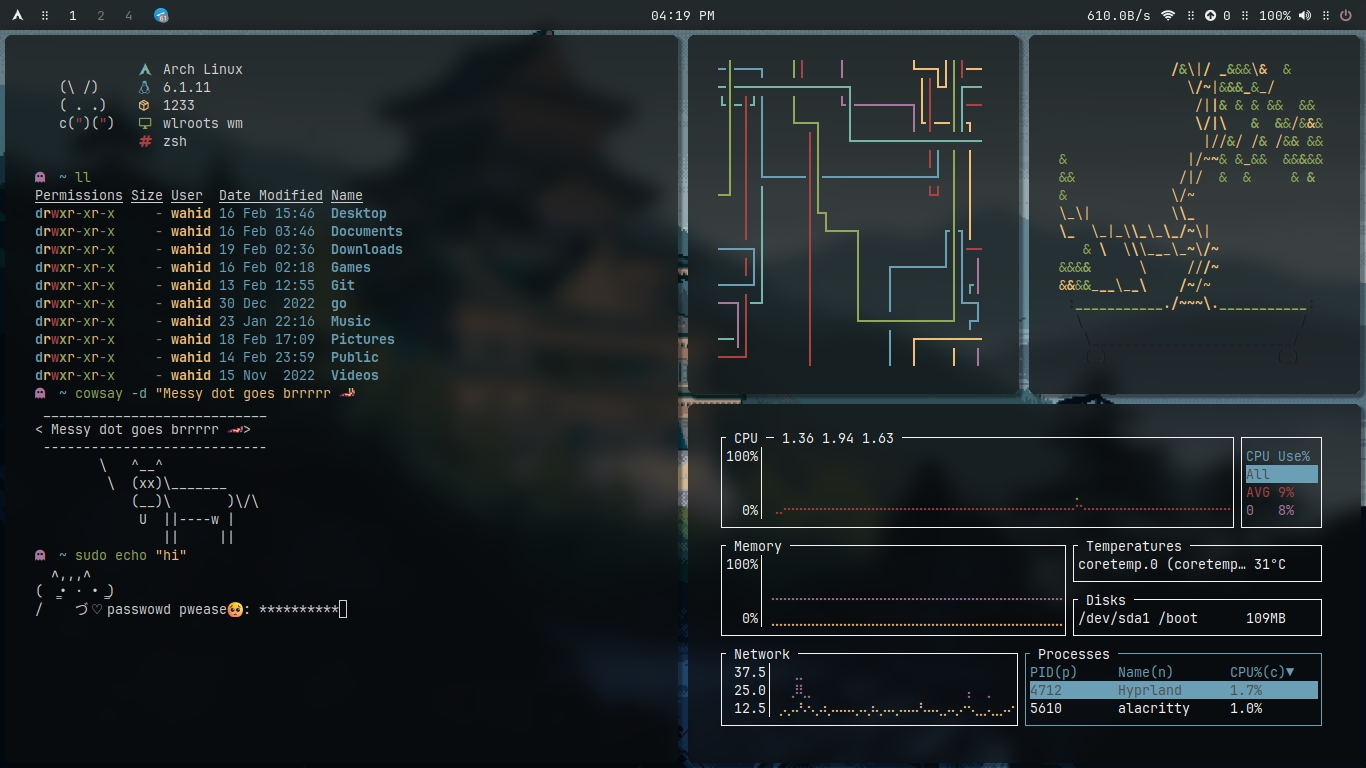 1 2 4 04:19 PM 610.0B/s 0 100%
(\ /) Arch Linux
( . .) 6.1.11
c(")(") 1233
wlroots wm
# zsh
~ ll
Permissions Size User Date Modified Name
drwxr-xr-x - wahid 16 Feb 15:46 Desktop
drwxr-xr-x - wahid 16 Feb 03:46 Documents
drwxr-xr-x - wahid 19 Feb 02:36 Downloads
drwxr-xr-x - wahid 16 Feb 02:18 Games
drwxr-xr-x - wahid 13 Feb 12:55 Git
drwxr-xr-x - wahid 30 Dec  2022 go
drwxr-xr-x - wahid 23 Jan 22:16 Music
drwxr-xr-x - wahid 18 Feb 17:09 Pictures
drwxr-xr-x - wahid 14 Feb 23:59 Public
drwxr-xr-x - wahid 15 Nov  2022 Videos
~ cowsay -d "Messy dot goes brrrrr
< Messy dot goes brrrrr >
\   ^__^
 \  (xx)\_______
    (__)\       )\/\
     U  ||----w |
        ||     ||
~ sudo echo "hi"
^,,,^
( • · • )
/ づ♡ passwowd pwease🥺: **********
CPU ─ 1.36 1.94 1.63
100%
0%
CPU Use%
All
AVG 9%
0 8%
Memory
100%
0%
Temperatures
coretemp.0 (coretemp… 31°C
Disks
/dev/sda1 /boot 109MB
Network
37.5
25.0
12.5
Processes
PID(p) Name(n) CPU%(c)▼
4712 Hyprland 1.7%
5610 alacritty 1.0%